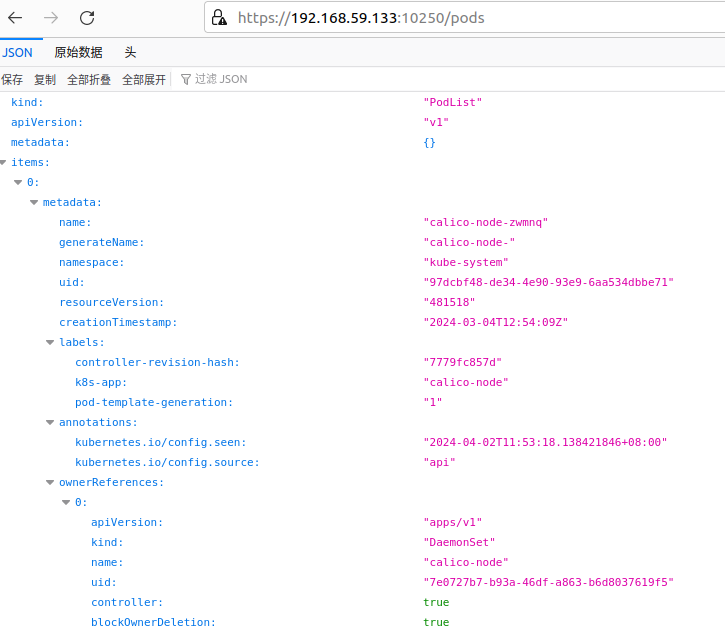 https://192.168.59.133:10250/pods
JSON 原始数据 头
保存 复制 全部折叠 全部展开 过滤 JSON
kind: "PodList"
apiVersion: "v1"
metadata: {}
items:
0:
metadata:
name: "calico-node-zwmnq"
generateName: "calico-node-"
namespace: "kube-system"
uid: "97dcbf48-de34-4e90-93e9-6aa534dbbe71"
resourceVersion: "481518"
creationTimestamp: "2024-03-04T12:54:09Z"
labels:
controller-revision-hash: "7779fc857d"
k8s-app: "calico-node"
pod-template-generation: "1"
annotations:
kubernetes.io/config.seen: "2024-04-02T11:53:18.138421846+08:00"
kubernetes.io/config.source: "api"
ownerReferences:
0:
apiVersion: "apps/v1"
kind: "DaemonSet"
name: "calico-node"
uid: "7e0727b7-b93a-46df-a863-b6d8037619f5"
controller: true
blockOwnerDeletion: true